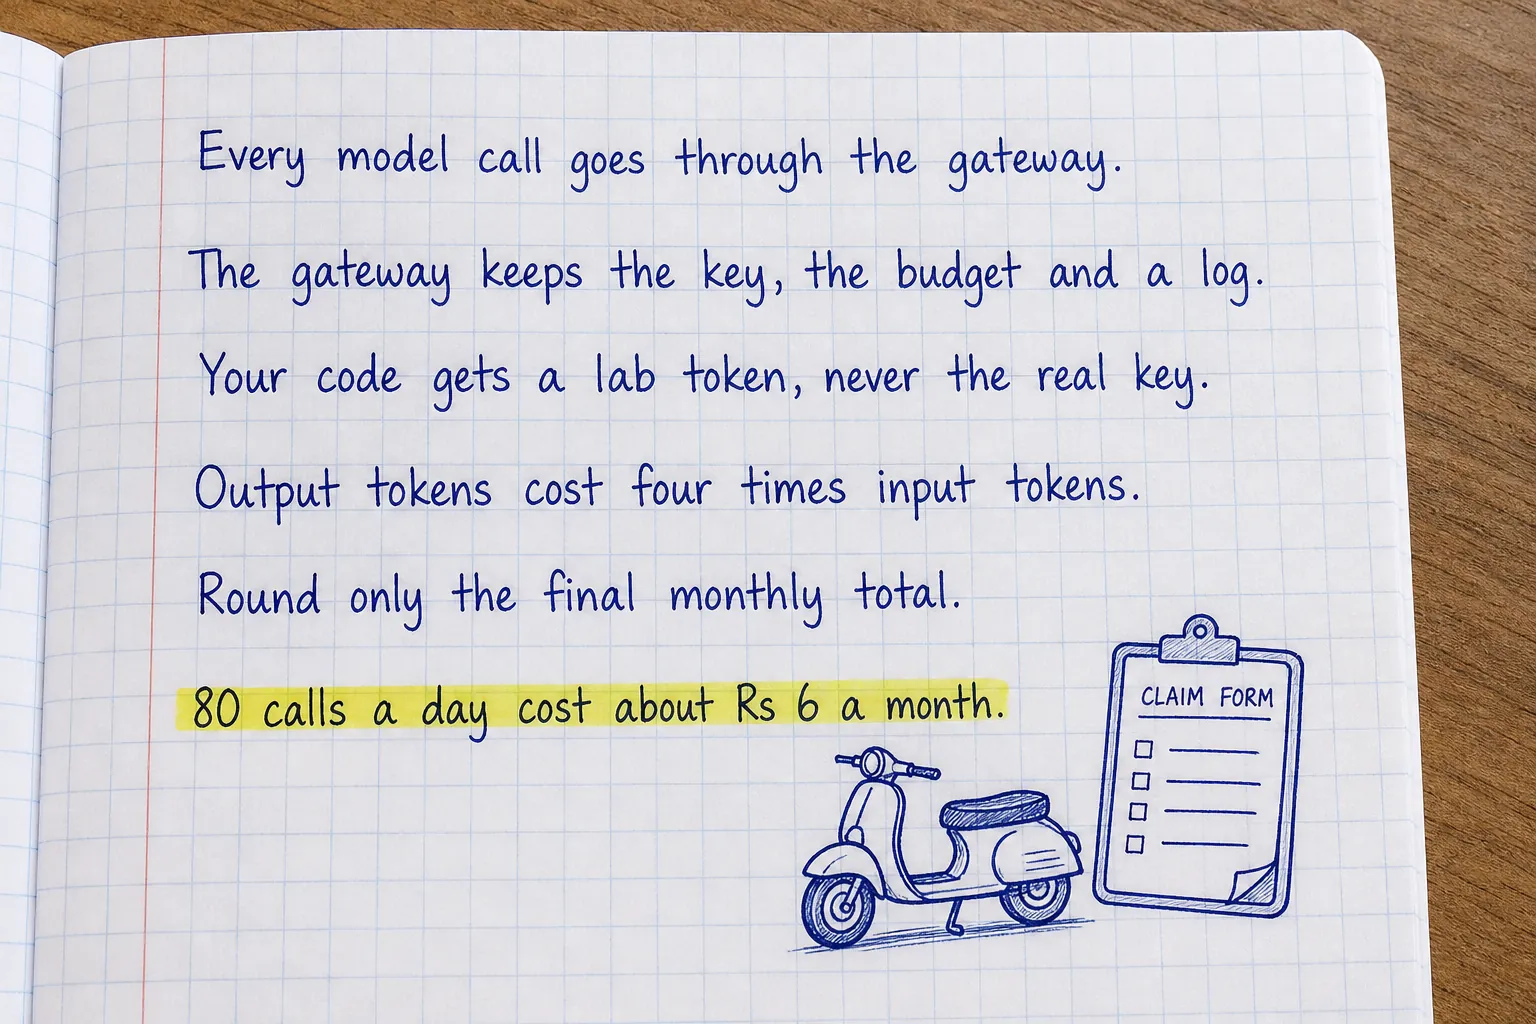 Every model call goes through the gateway.
The gateway keeps the key, the budget and a log.
Your code gets a lab token, never the real key.
Output tokens cost four times input tokens.
Round only the final monthly total.
80 calls a day cost about Rs 6 a month.
CLAIM FORM